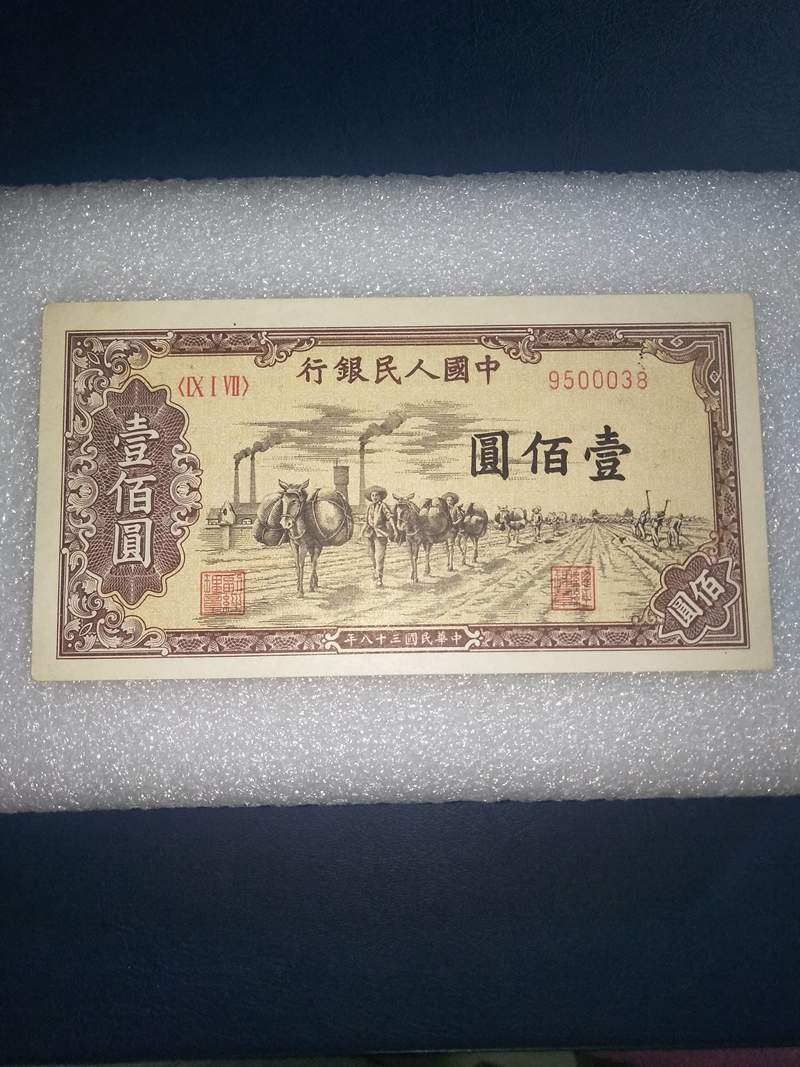 行銀民人國中
〈IX I VII〉
9500038
圓佰壹
壹佰圓
佰圓
年八十三國民華中